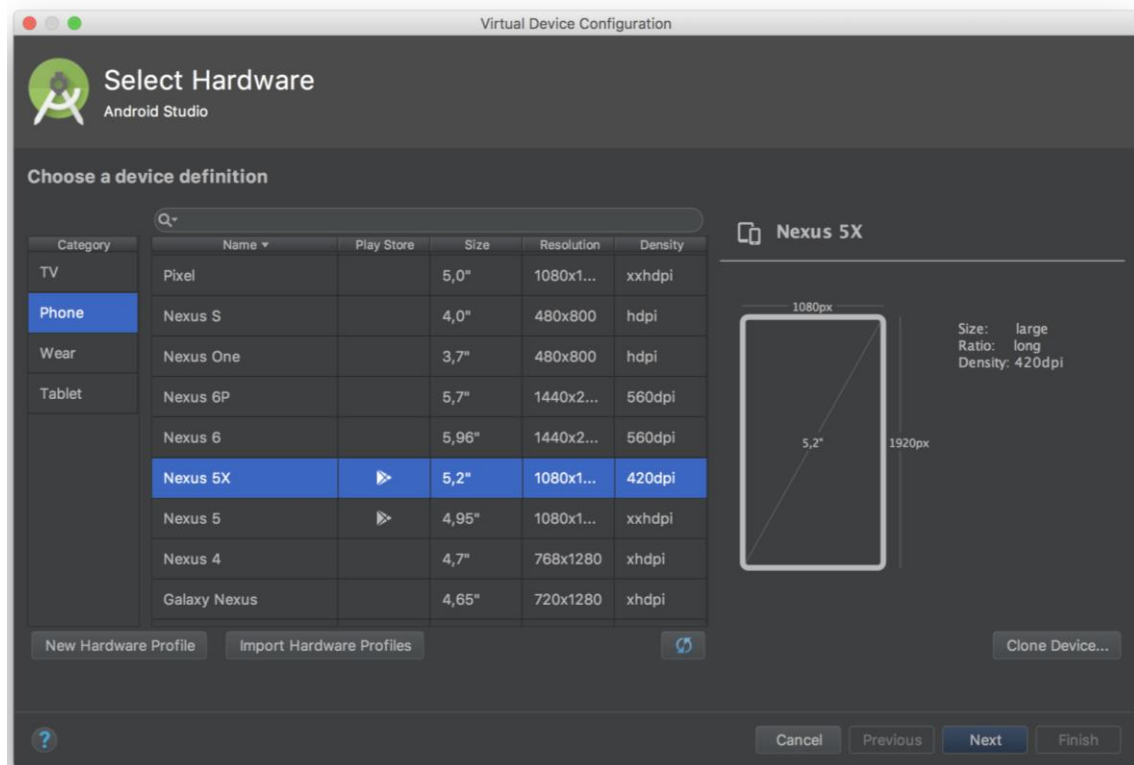 Virtual Device Configuration
Select Hardware
Android Studio
Choose a device definition
Category
TV
Phone
Wear
Tablet
Name Play Store Size Resolution Density
Pixel 5,0" 1080x1... xxhdpi
Nexus S 4,0" 480x800 hdpi
Nexus One 3,7" 480x800 hdpi
Nexus 6P 5,7" 1440x2... 560dpi
Nexus 6 5,96" 1440x2... 560dpi
Nexus 5X 5,2" 1080x1... 420dpi
Nexus 5 4,95" 1080x1... xxhdpi
Nexus 4 4,7" 768x1280 xhdpi
Galaxy Nexus 4,65" 720x1280 xhdpi
Nexus 5X
1080px
5,2"
1920px
Size: large
Ratio: long
Density: 420dpi
New Hardware Profile Import Hardware Profiles
Clone Device...
? Cancel Previous Next Finish